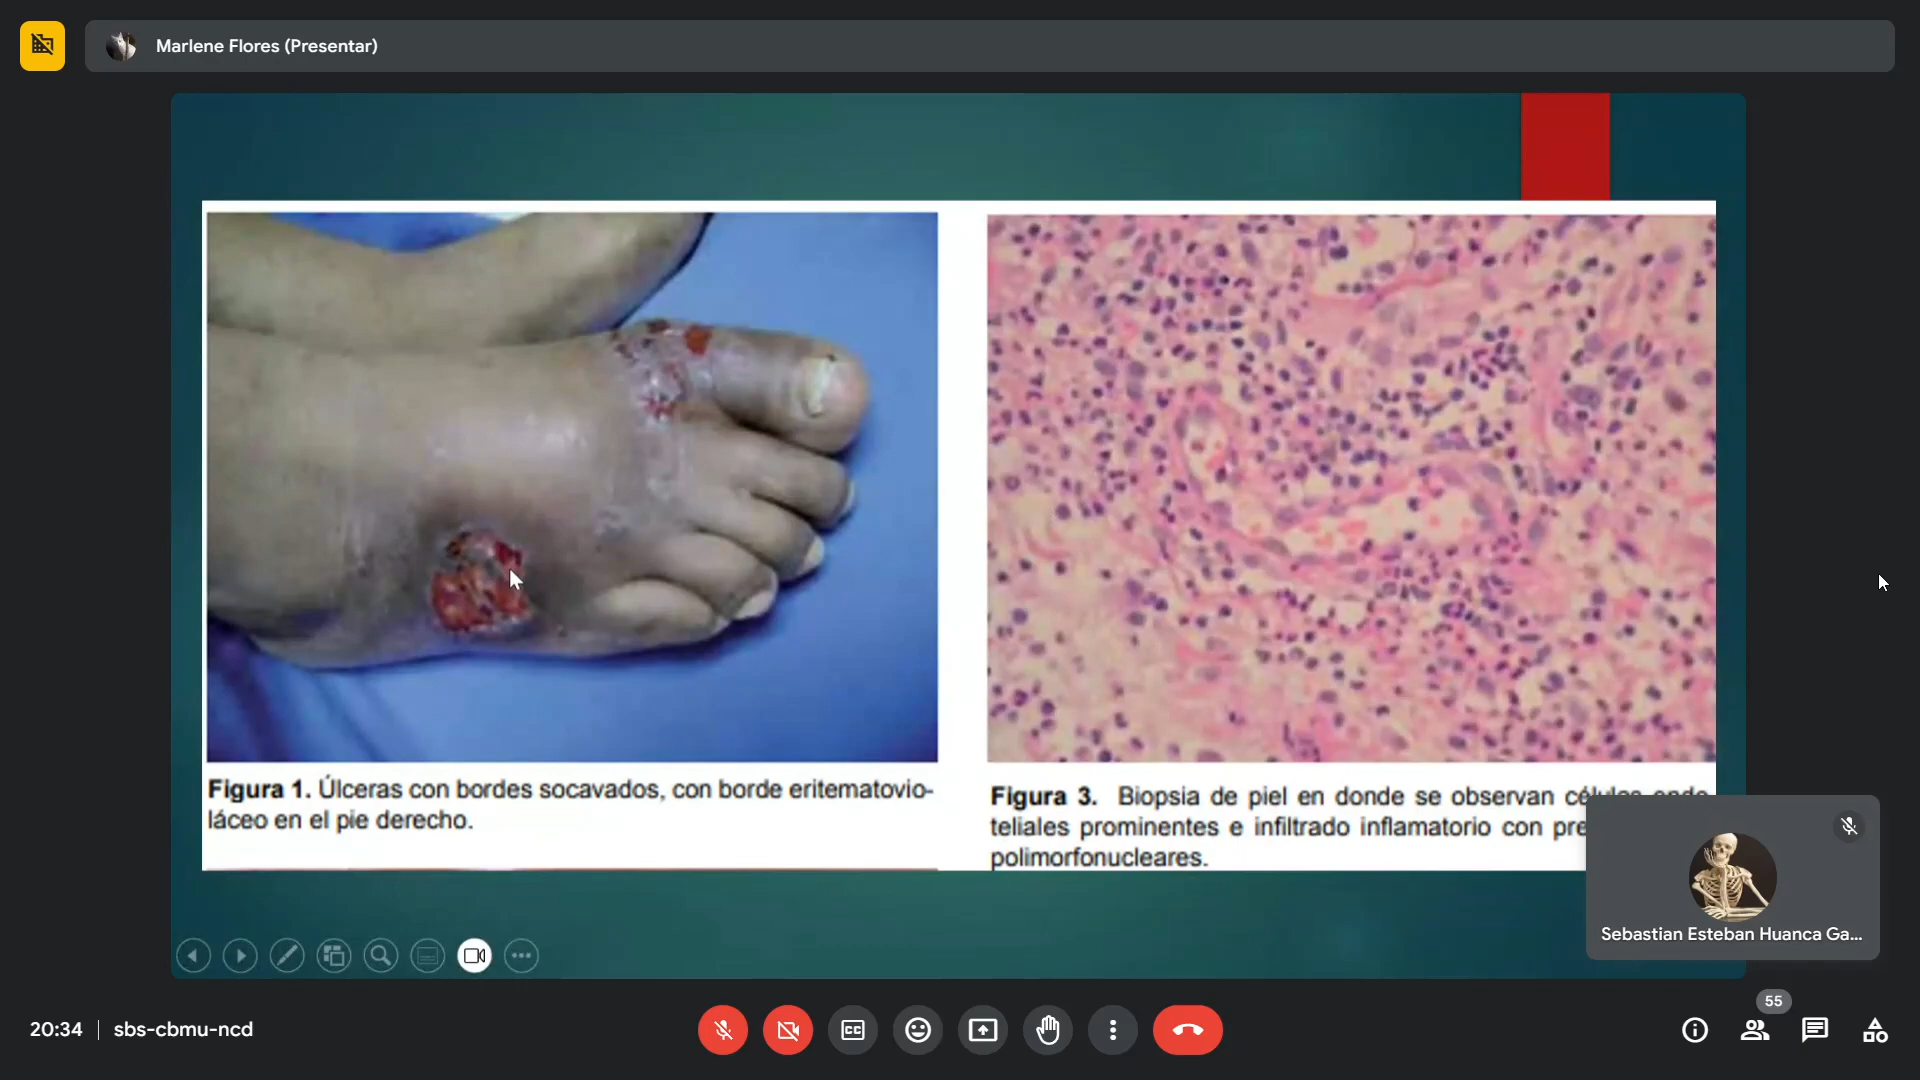 Marlene Flores (Presentar)
Figura 1. Úlceras con bordes socavados, con borde eritematovio-
láceo en el pie derecho.
Figura 3. Biopsia de piel en donde se observan células endo
teliales prominentes e infiltrado inflamatorio con
polimorfonucleares.
Sebastian Esteban Huanca Ga...
55
20:34 | sbs-cbmu-ncd